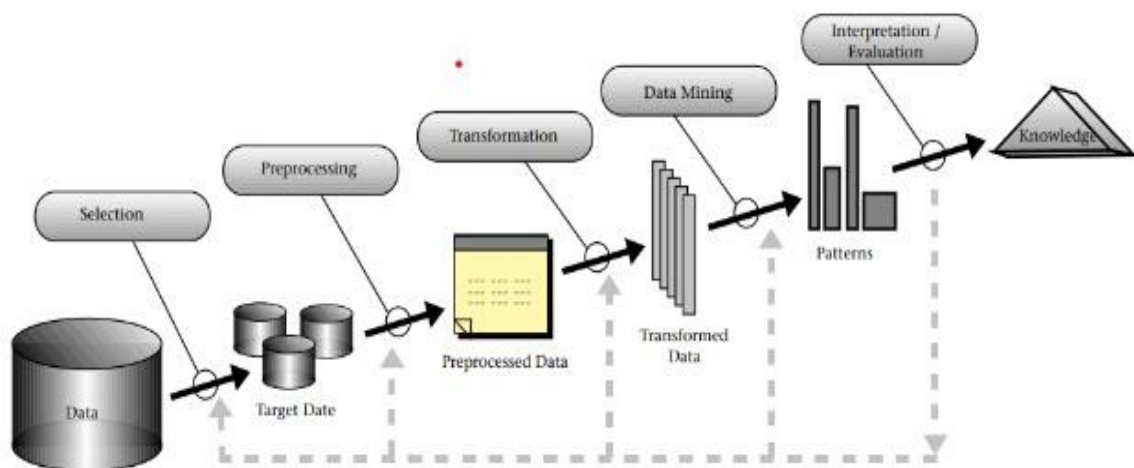 Interpretation /
Evaluation
Data Mining
Transformation
Preprocessing
Selection
Knowledge
Patterns
Transformed
Data
Preprocessed Data
Target Date
Data